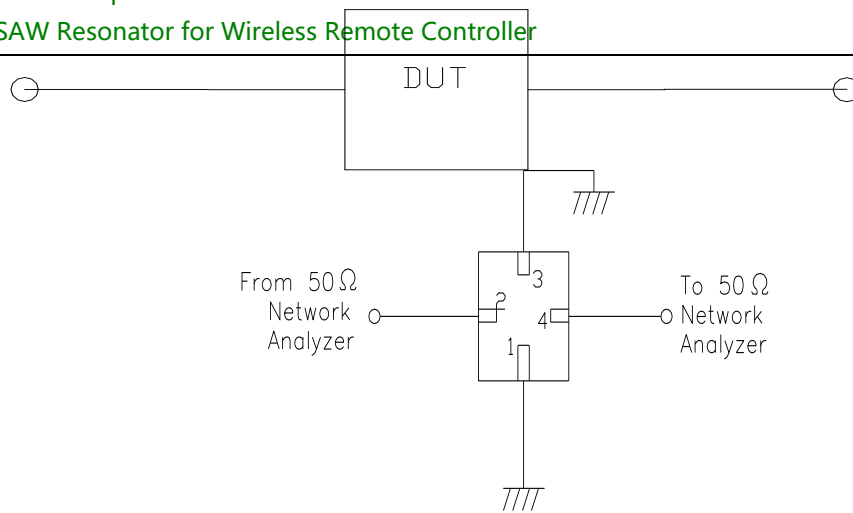 SAW Resonator for Wireless Remote Controller
DUT
From 50Ω
Network
Analyzer
2
3
4
1
To 50Ω
Network
Analyzer